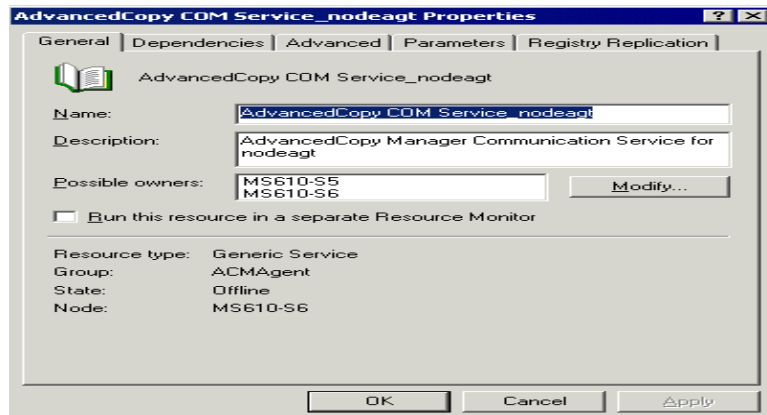 AdvancedCopy COM Service_nodeagt Properties
General Dependencies Advanced Parameters Registry Replication
AdvancedCopy COM Service_nodeagt
Name: AdvancedCopy COM Service_nodeagt
Description: AdvancedCopy Manager Communication Service for
nodeagt
Possible owners: MS610-S5
MS610-S6
Modify...
Run this resource in a separate Resource Monitor
Resource type: Generic Service
Group: ACMAgent
State: Offline
Node: MS610-S6
OK Cancel Apply